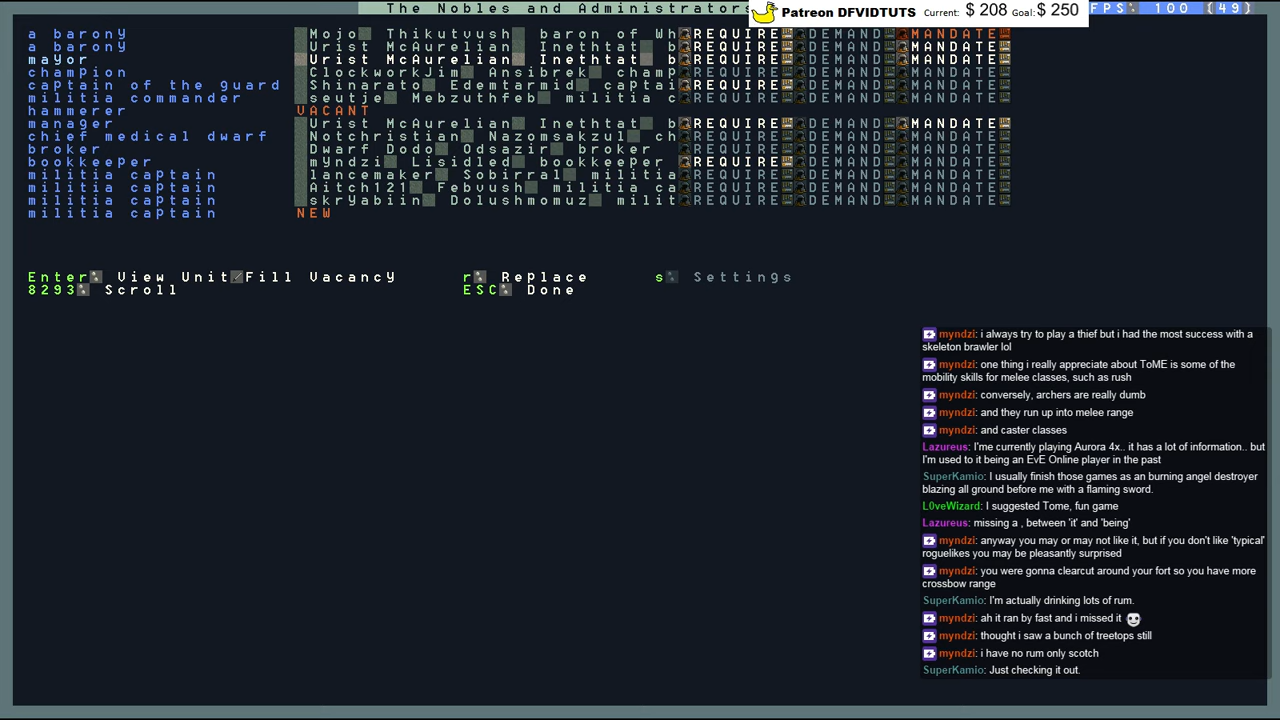 The Nobles and Administrators
Patreon DFVIDTUTS Current: $ 208 Goal: $ 250
FPS: 100 (49)
a barony Mojo Thikutvush baron of Wh REQUIRE DEMAND MANDATE
a barony Urist McAurelian Inethtat b REQUIRE DEMAND MANDATE
mayor Urist McAurelian Inethtat b REQUIRE DEMAND MANDATE
champion ClockworkJim Ansibrek champ REQUIRE DEMAND MANDATE
captain of the guard Shinarato Edemtarmid captai REQUIRE DEMAND MANDATE
militia commander seutje Mebzuthfeb militia c REQUIRE DEMAND MANDATE
hammerer VACANT
manager Urist McAurelian Inethtat b REQUIRE DEMAND MANDATE
chief medical dwarf Notchristian Nazomsakzul ch REQUIRE DEMAND MANDATE
broker Dwarf Dodo Odsazir broker REQUIRE DEMAND MANDATE
bookkeeper myndzi Lisidled bookkeeper REQUIRE DEMAND MANDATE
militia captain lancemaker Sobirral militia REQUIRE DEMAND MANDATE
militia captain Aitch121 Febvush militia ca REQUIRE DEMAND MANDATE
militia captain skryabiin Dolushmomuz milit REQUIRE DEMAND MANDATE
militia captain NEW
Enter: View Unit/Fill Vacancy r: Replace s: Settings
8293: Scroll ESC: Done
myndzi: i always try to play a thief but i had the most success with a
skeleton brawler lol
myndzi: one thing i really appreciate about ToME is some of the
mobility skills for melee classes, such as rush
myndzi: conversely, archers are really dumb
myndzi: and they run up into melee range
myndzi: and caster classes
Lazureus: I'me currently playing Aurora 4x.. it has a lot of information.. but
I'm used to it being an EvE Online player in the past
SuperKamio: I usually finish those games as an burning angel destroyer
blazing all ground before me with a flaming sword.
L0veWizard: I suggested Tome, fun game
Lazureus: missing a , between 'it' and 'being'
myndzi: anyway you may or may not like it, but if you don't like 'typical'
roguelikes you may be pleasantly surprised
myndzi: you were gonna clearcut around your fort so you have more
crossbow range
SuperKamio: I'm actually drinking lots of rum.
myndzi: ah it ran by fast and i missed it
myndzi: thought i saw a bunch of treetops still
myndzi: i have no rum only scotch
SuperKamio: Just checking it out.